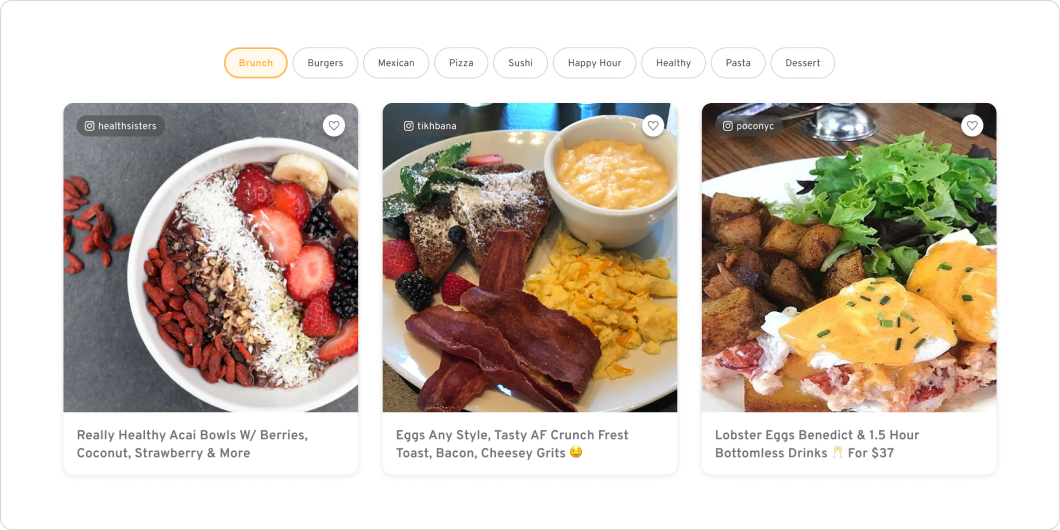 Brunch
Burgers
Mexican
Pizza
Sushi
Happy Hour
Healthy
Pasta
Dessert
healthsisters
tikhbana
poconyc
Really Healthy Acai Bowls W/ Berries,
Coconut, Strawberry & More
Eggs Any Style, Tasty AF Crunch Frest
Toast, Bacon, Cheesey Grits 😋
Lobster Eggs Benedict & 1.5 Hour
Bottomless Drinks 🥂 For $37